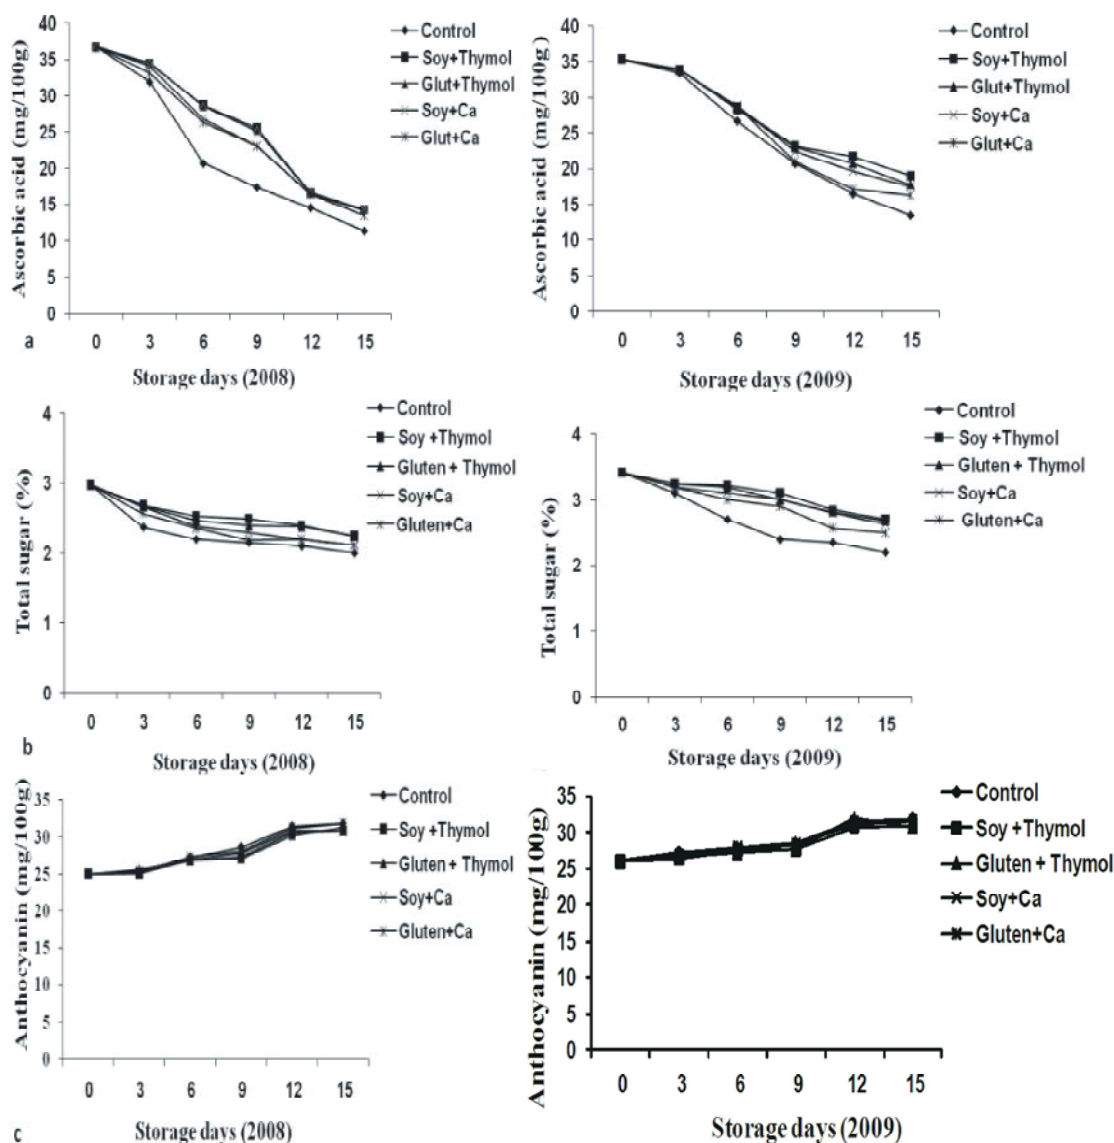 Ascorbic acid (mg/100g)
40
35
30
25
20
15
10
5
0
0 3 6 9 12 15
Storage days (2008)
Control
Soy+Thymol
Glut+Thymol
Soy+Ca
Glut+Ca
a
Ascorbic acid (mg/100g)
40
35
30
25
20
15
10
5
0
0 3 6 9 12 15
Storage days (2009)
Control
Soy+Thymol
Glut+Thymol
Soy+Ca
Glut+Ca
Total sugar (%)
4
3
2
1
0
0 3 6 9 12 15
Storage days (2008)
Control
Soy +Thymol
Gluten + Thymol
Soy+Ca
Gluten+Ca
b
Total sugar (%)
4
3
2
1
0
0 3 6 9 12 15
Storage days (2009)
Control
Soy +Thymol
Gluten + Thymol
Soy+Ca
Gluten+Ca
Anthocyanin (mg/100g)
35
30
25
20
15
10
5
0
0 3 6 9 12 15
Storage days (2008)
Control
Soy +Thymol
Gluten + Thymol
Soy+Ca
Gluten+Ca
c
Anthocyanin (mg/100g)
35
30
25
20
15
10
5
0
0 3 6 9 12 15
Storage days (2009)
Control
Soy +Thymol
Gluten + Thymol
Soy+Ca
Gluten+Ca